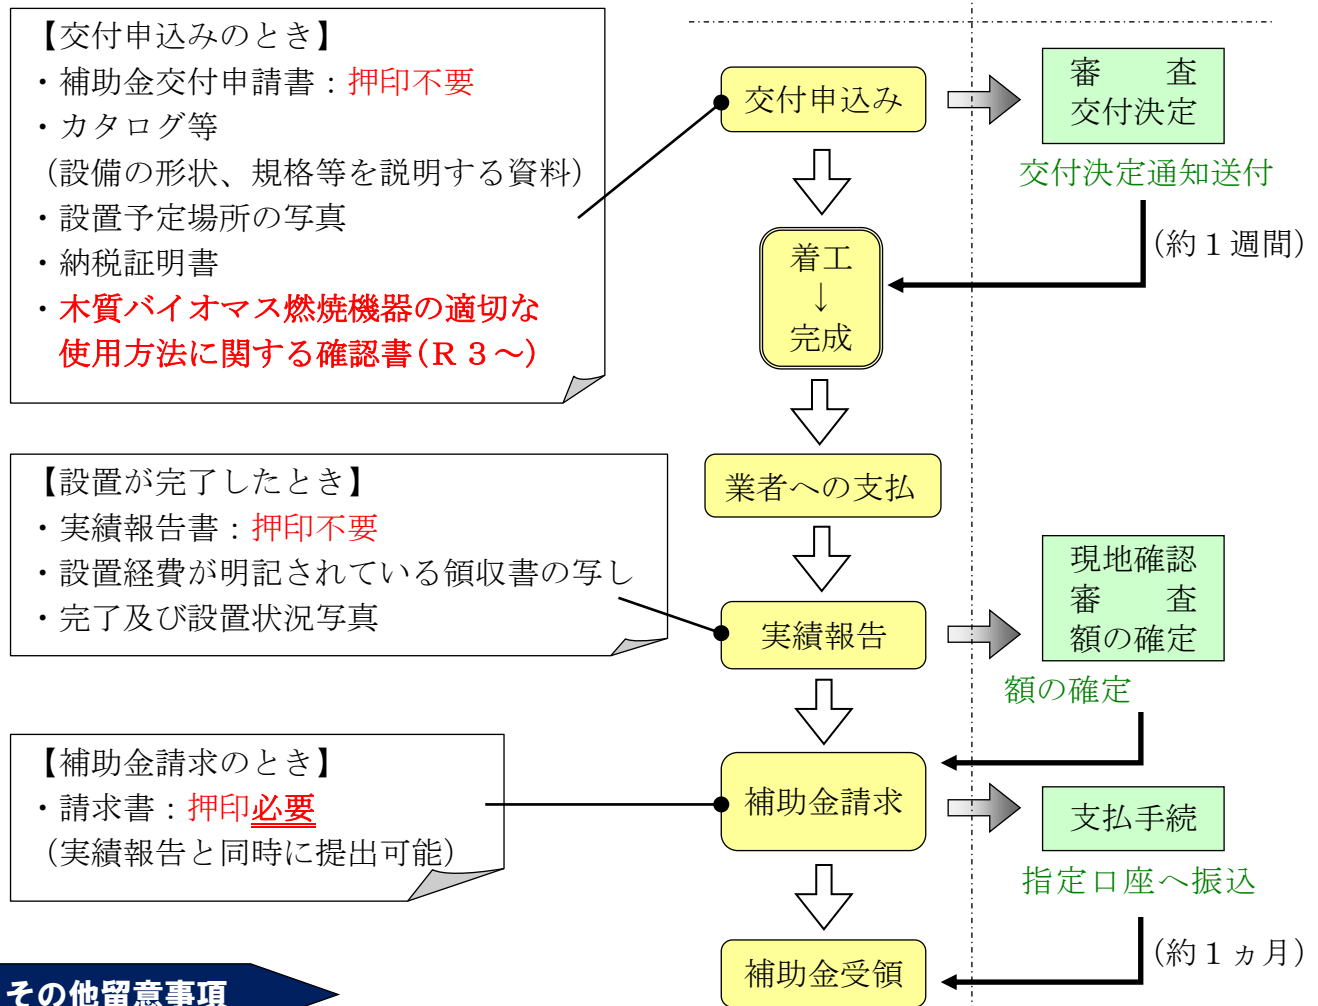 【交付申込みのとき】
・補助金交付申請書：押印不要
・カタログ等
（設備の形状、規格等を説明する資料）
・設置予定場所の写真
・納税証明書
・木質バイオマス燃焼機器の適切な
使用方法に関する確認書(Ｒ３～)
交付申込み
審　　査
交付決定
交付決定通知送付
(約１週間)
着工
↓
完成
業者への支払
【設置が完了したとき】
・実績報告書：押印不要
・設置経費が明記されている領収書の写し
・完了及び設置状況写真
実績報告
現地確認
審　　査
額の確定
額の確定
【補助金請求のとき】
・請求書：押印必要
（実績報告と同時に提出可能）
補助金請求
支払手続
指定口座へ振込
(約１ヵ月)
補助金受領
その他留意事項